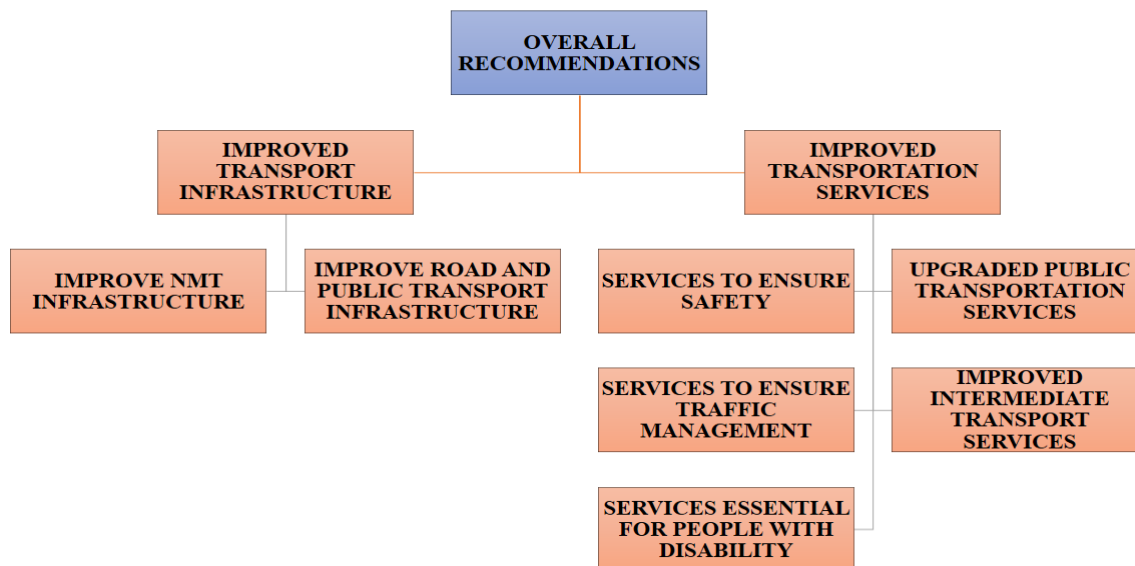 OVERALL
RECOMMENDATIONS
IMPROVED
TRANSPORT
INFRASTRUCTURE
IMPROVED
TRANSPORTATION
SERVICES
IMPROVE NMT
INFRASTRUCTURE
IMPROVE ROAD AND
PUBLIC TRANSPORT
INFRASTRUCTURE
SERVICES TO ENSURE
SAFETY
UPGRADED PUBLIC
TRANSPORTATION
SERVICES
SERVICES TO ENSURE
TRAFFIC
MANAGEMENT
IMPROVED
INTERMEDIATE
TRANSPORT
SERVICES
SERVICES ESSENTIAL
FOR PEOPLE WITH
DISABILITY